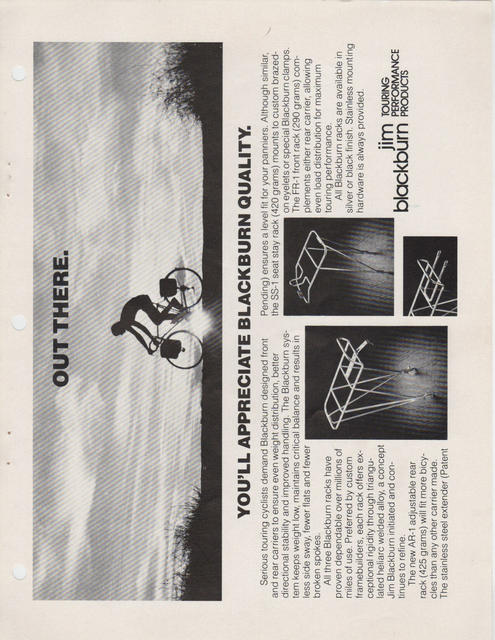 OUT THERE.
YOU'LL APPRECIATE BLACKBURN QUALITY.
Serious touring cyclists demand Blackburn designed front
and rear carriers to ensure even weight distribution, better
directional stability and improved handling. The Blackburn sys-
tem keeps weight low, maintains critical balance and results in
less side sway, fewer flats and fewer
broken spokes.
All three Blackburn racks have
proven dependable over millions of
miles of use. Preferred by custom
framebuilders, each rack offers ex-
ceptional rigidity through triangu-
lated heliarc welded alloy, a concept
Jim Blackburn initiated and con-
tinues to refine.
The new AR-1 adjustable rear
rack (425 grams) will fit more bicy-
cles than any other carrier made.
The stainless steel extender (Patent
Pending) ensures a level fit for your panniers. Although similar,
the SS-1 seat stay rack (420 grams) mounts to custom brazed-
on eyelets or special Blackburn clamps.
The FR-1 front rack (290 grams) com-
plements either rear carrier, allowing
even load distribution for maximum
touring performance.
All Blackburn racks are available in
silver or black finish. Stainless mounting
hardware is always provided.
jim
blackburn
TOURING
PERFORMANCE
PRODUCTS